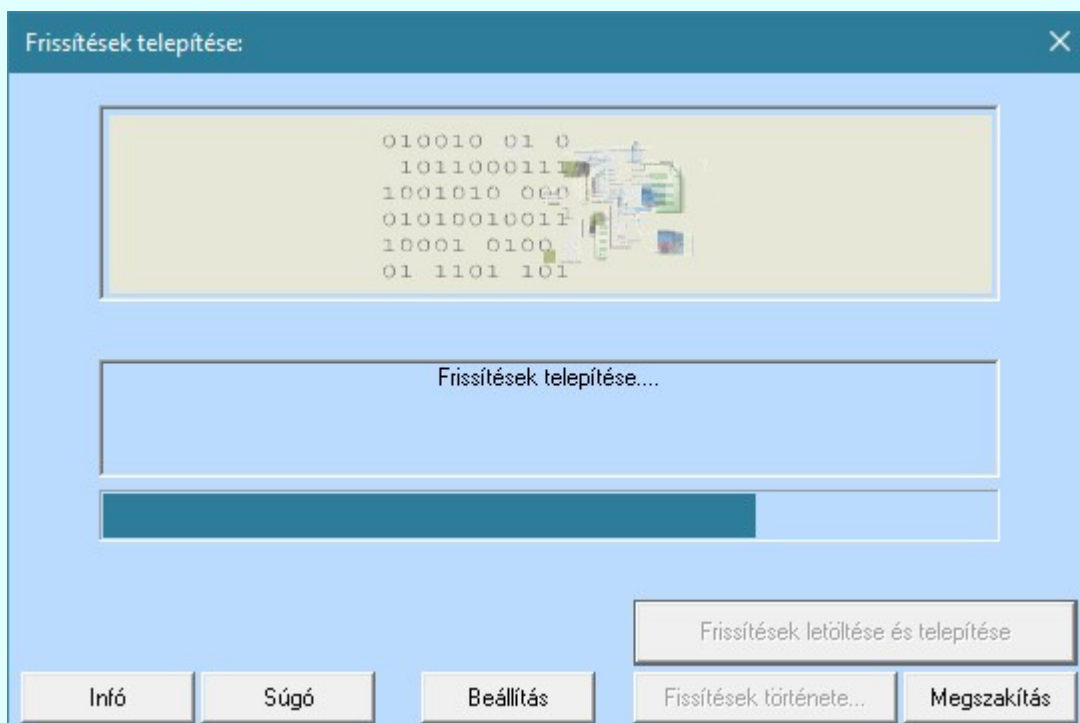 Frissítések telepítése:
010010 01 0
1011000111
1001010 000
01010010011
10001 0100
01 1101 101
Frissítések telepítése....
Frissítések letöltése és telepítése
Infó
Súgó
Beállítás
Fissítések története...
Megszakítás